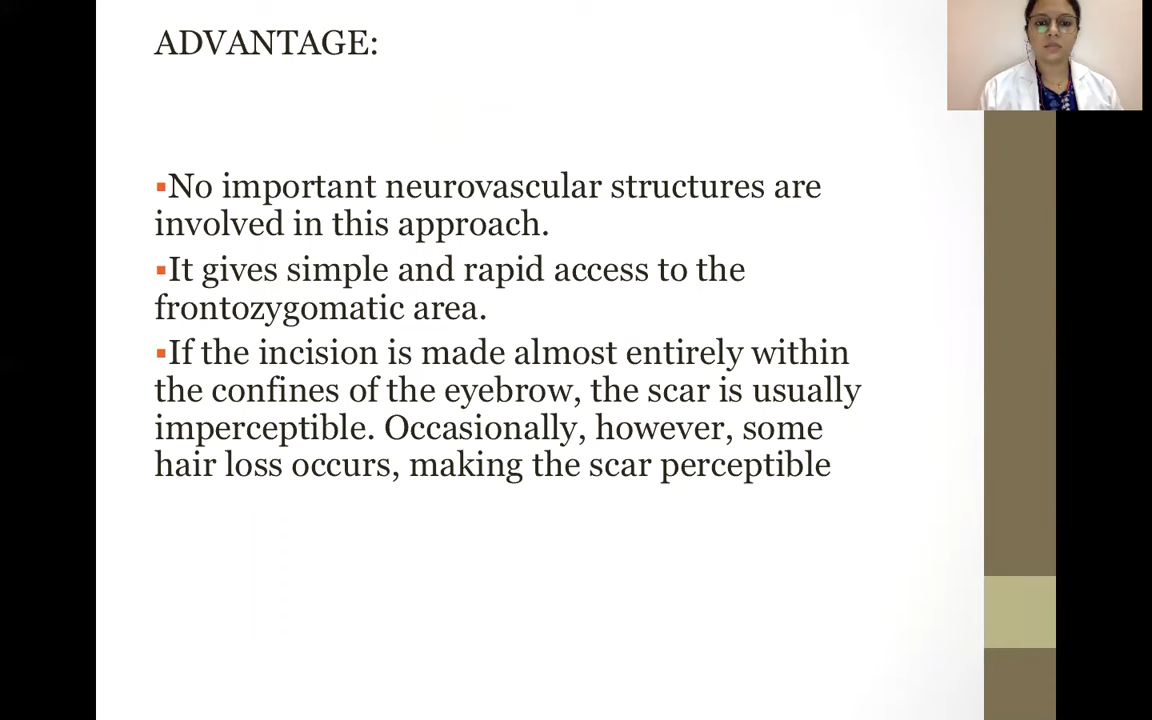 ADVANTAGE:
▪No important neurovascular structures are
involved in this approach.
▪It gives simple and rapid access to the
frontozygomatic area.
▪If the incision is made almost entirely within
the confines of the eyebrow, the scar is usually
imperceptible. Occasionally, however, some
hair loss occurs, making the scar perceptible